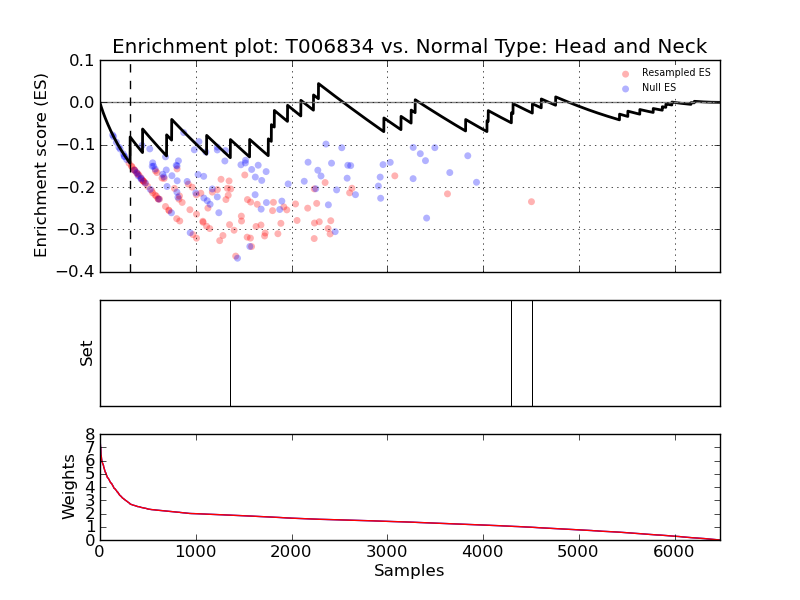 Enrichment plot: T006834 vs. Normal Type: Head and Neck
Enrichment score (ES)
0.1
0.0
−0.1
−0.2
−0.3
−0.4
Resampled ES
Null ES
Set
Weights
8
7
6
5
4
3
2
1
0
0 1000 2000 3000 4000 5000 6000
Samples